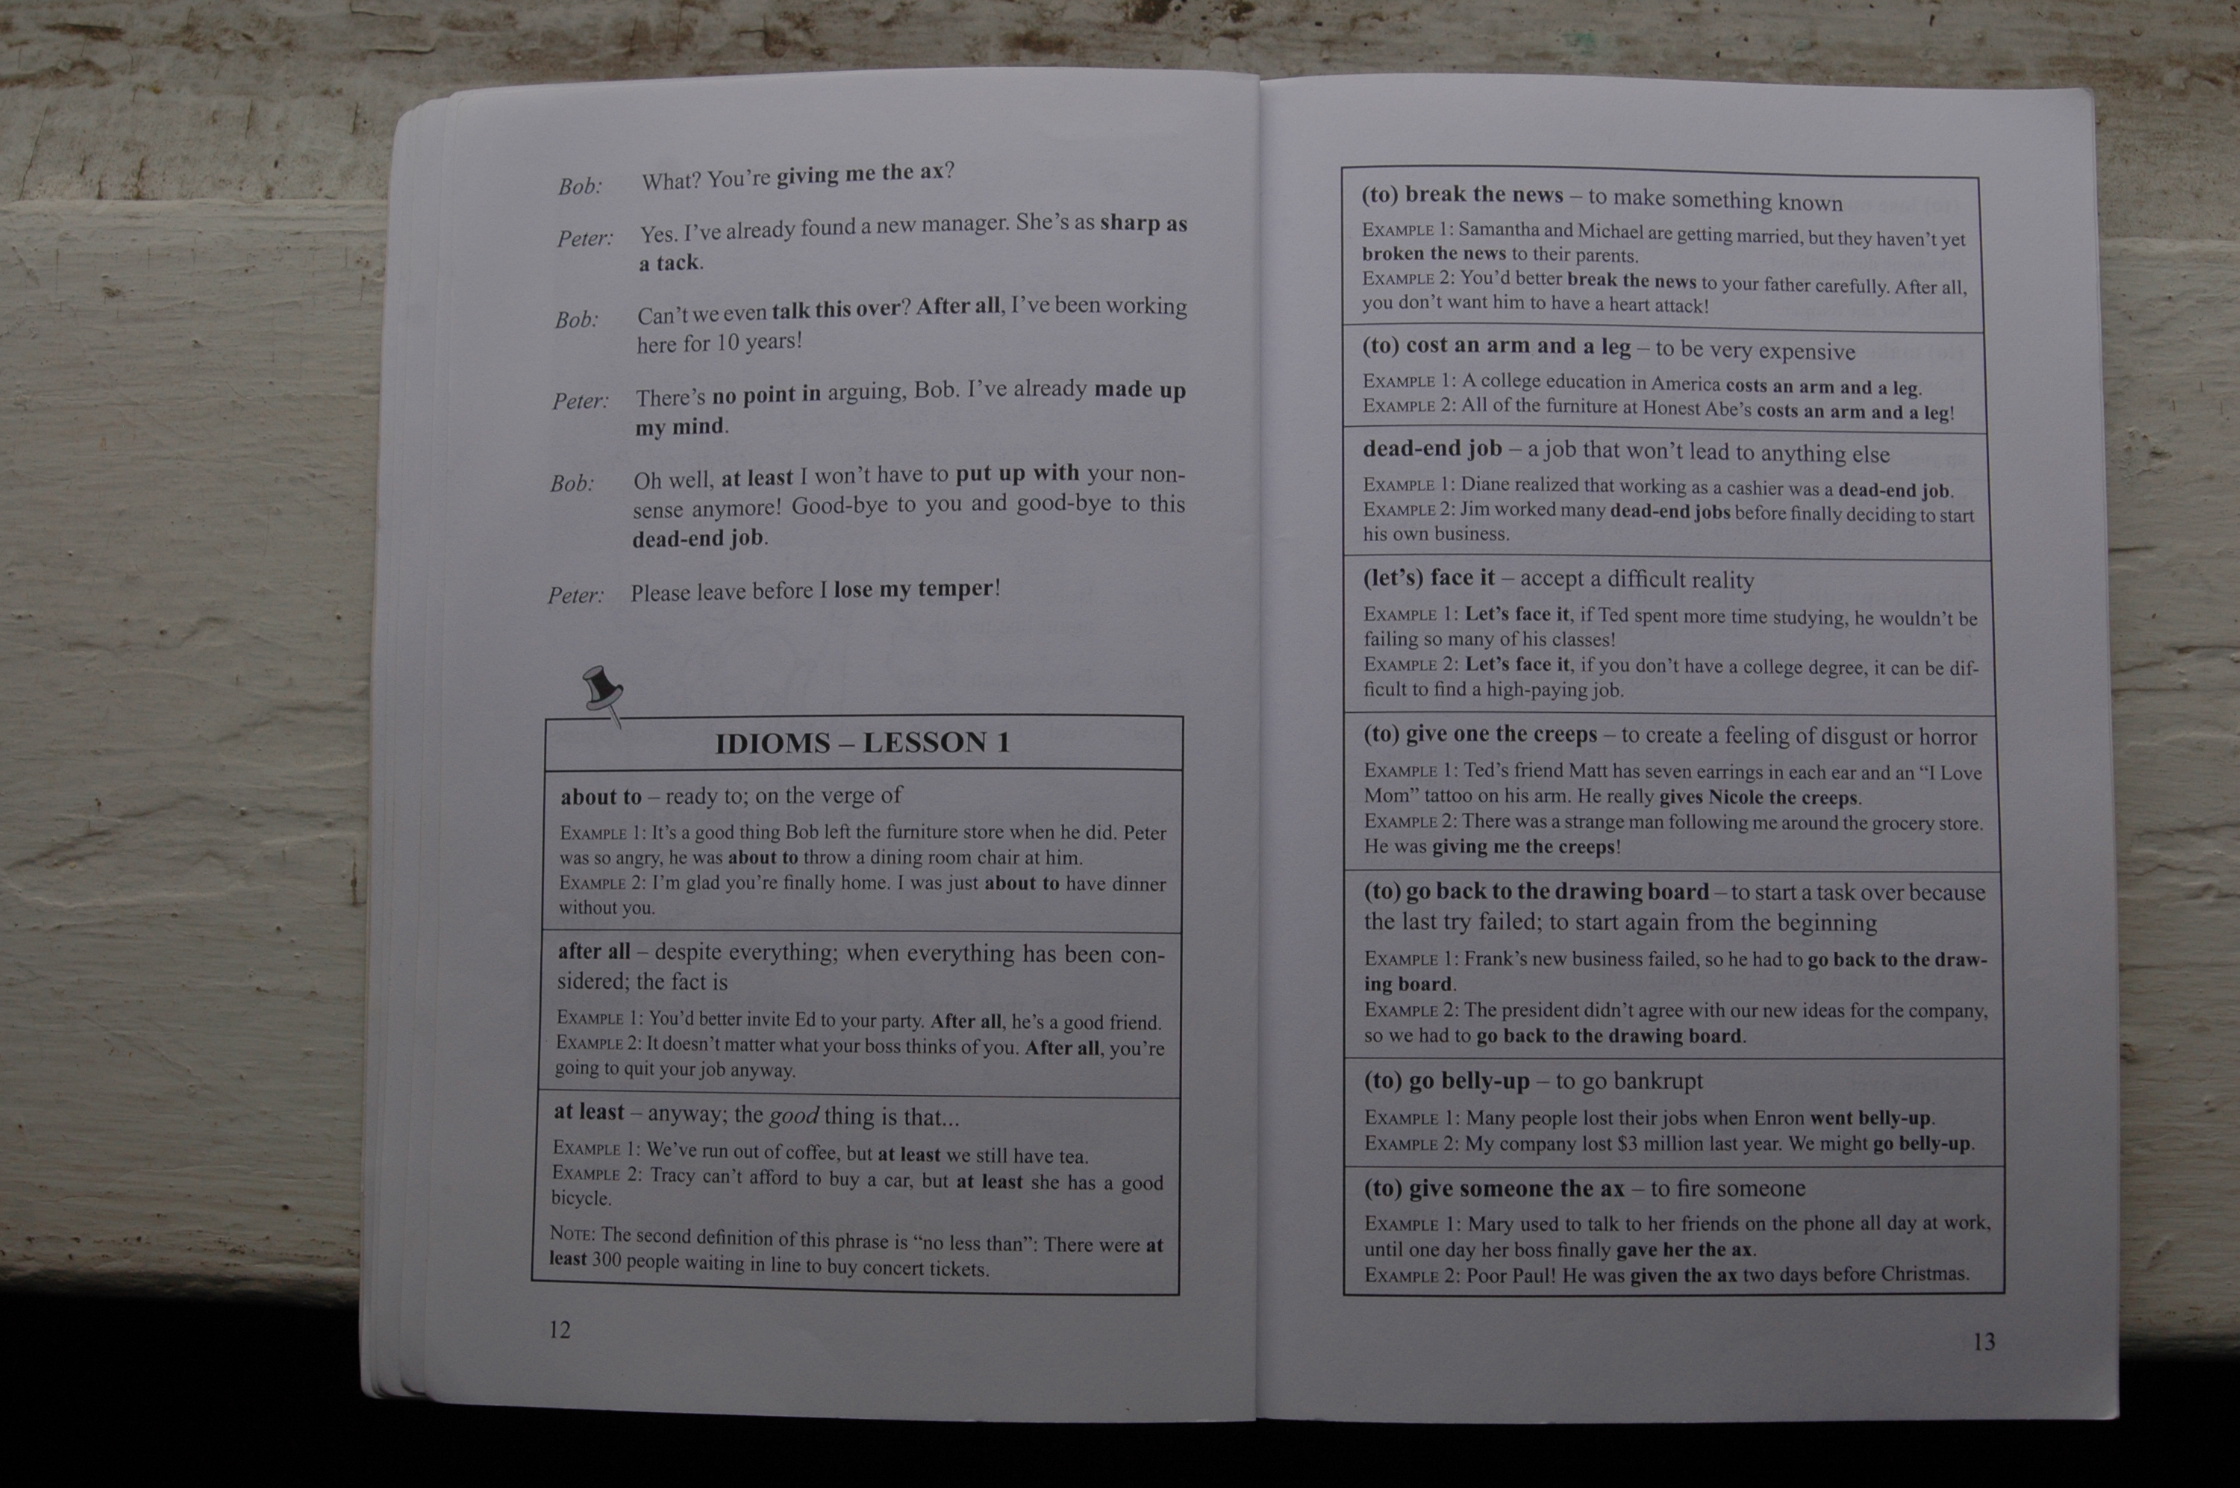 Bob: What? You're giving me the ax?
Peter: Yes. I've already found a new manager. She's as sharp as
a tack.
Bob: Can't we even talk this over? After all, I've been working
here for 10 years!
Peter: There's no point in arguing, Bob. I've already made up
my mind.
Bob: Oh well, at least I won't have to put up with your non-
sense anymore! Good-bye to you and good-bye to this
dead-end job.
Peter: Please leave before I lose my temper!
IDIOMS – LESSON 1
about to – ready to; on the verge of
EXAMPLE 1: It's a good thing Bob left the furniture store when he did. Peter
was so angry, he was about to throw a dining room chair at him.
EXAMPLE 2: I'm glad you're finally home. I was just about to have dinner
without you.
after all – despite everything; when everything has been con-
sidered; the fact is
EXAMPLE 1: You'd better invite Ed to your party. After all, he's a good friend.
EXAMPLE 2: It doesn't matter what your boss thinks of you. After all, you're
going to quit your job anyway.
at least – anyway; the good thing is that...
EXAMPLE 1: We've run out of coffee, but at least we still have tea.
EXAMPLE 2: Tracy can't afford to buy a car, but at least she has a good
bicycle.
NOTE: The second definition of this phrase is “no less than”: There were at
least 300 people waiting in line to buy concert tickets.
12
(to) break the news – to make something known
EXAMPLE 1: Samantha and Michael are getting married, but they haven't yet
broken the news to their parents.
EXAMPLE 2: You'd better break the news to your father carefully. After all,
you don't want him to have a heart attack!
(to) cost an arm and a leg – to be very expensive
EXAMPLE 1: A college education in America costs an arm and a leg.
EXAMPLE 2: All of the furniture at Honest Abe's costs an arm and a leg!
dead-end job – a job that won't lead to anything else
EXAMPLE 1: Diane realized that working as a cashier was a dead-end job.
EXAMPLE 2: Jim worked many dead-end jobs before finally deciding to start
his own business.
(let's) face it – accept a difficult reality
EXAMPLE 1: Let's face it, if Ted spent more time studying, he wouldn't be
failing so many of his classes!
EXAMPLE 2: Let's face it, if you don't have a college degree, it can be dif-
ficult to find a high-paying job.
(to) give one the creeps – to create a feeling of disgust or horror
EXAMPLE 1: Ted's friend Matt has seven earrings in each ear and an “I Love
Mom” tattoo on his arm. He really gives Nicole the creeps.
EXAMPLE 2: There was a strange man following me around the grocery store.
He was giving me the creeps!
(to) go back to the drawing board – to start a task over because
the last try failed; to start again from the beginning
EXAMPLE 1: Frank's new business failed, so he had to go back to the draw-
ing board.
EXAMPLE 2: The president didn't agree with our new ideas for the company,
so we had to go back to the drawing board.
(to) go belly-up – to go bankrupt
EXAMPLE 1: Many people lost their jobs when Enron went belly-up.
EXAMPLE 2: My company lost $3 million last year. We might go belly-up.
(to) give someone the ax – to fire someone
EXAMPLE 1: Mary used to talk to her friends on the phone all day at work,
until one day her boss finally gave her the ax.
EXAMPLE 2: Poor Paul! He was given the ax two days before Christmas.
13